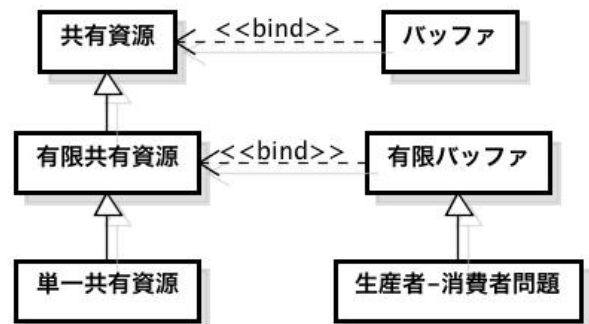 共有資源
<<bind>>
バッファ
有限共有資源
<<bind>>
有限バッファ
単一共有資源
生産者−消費者問題